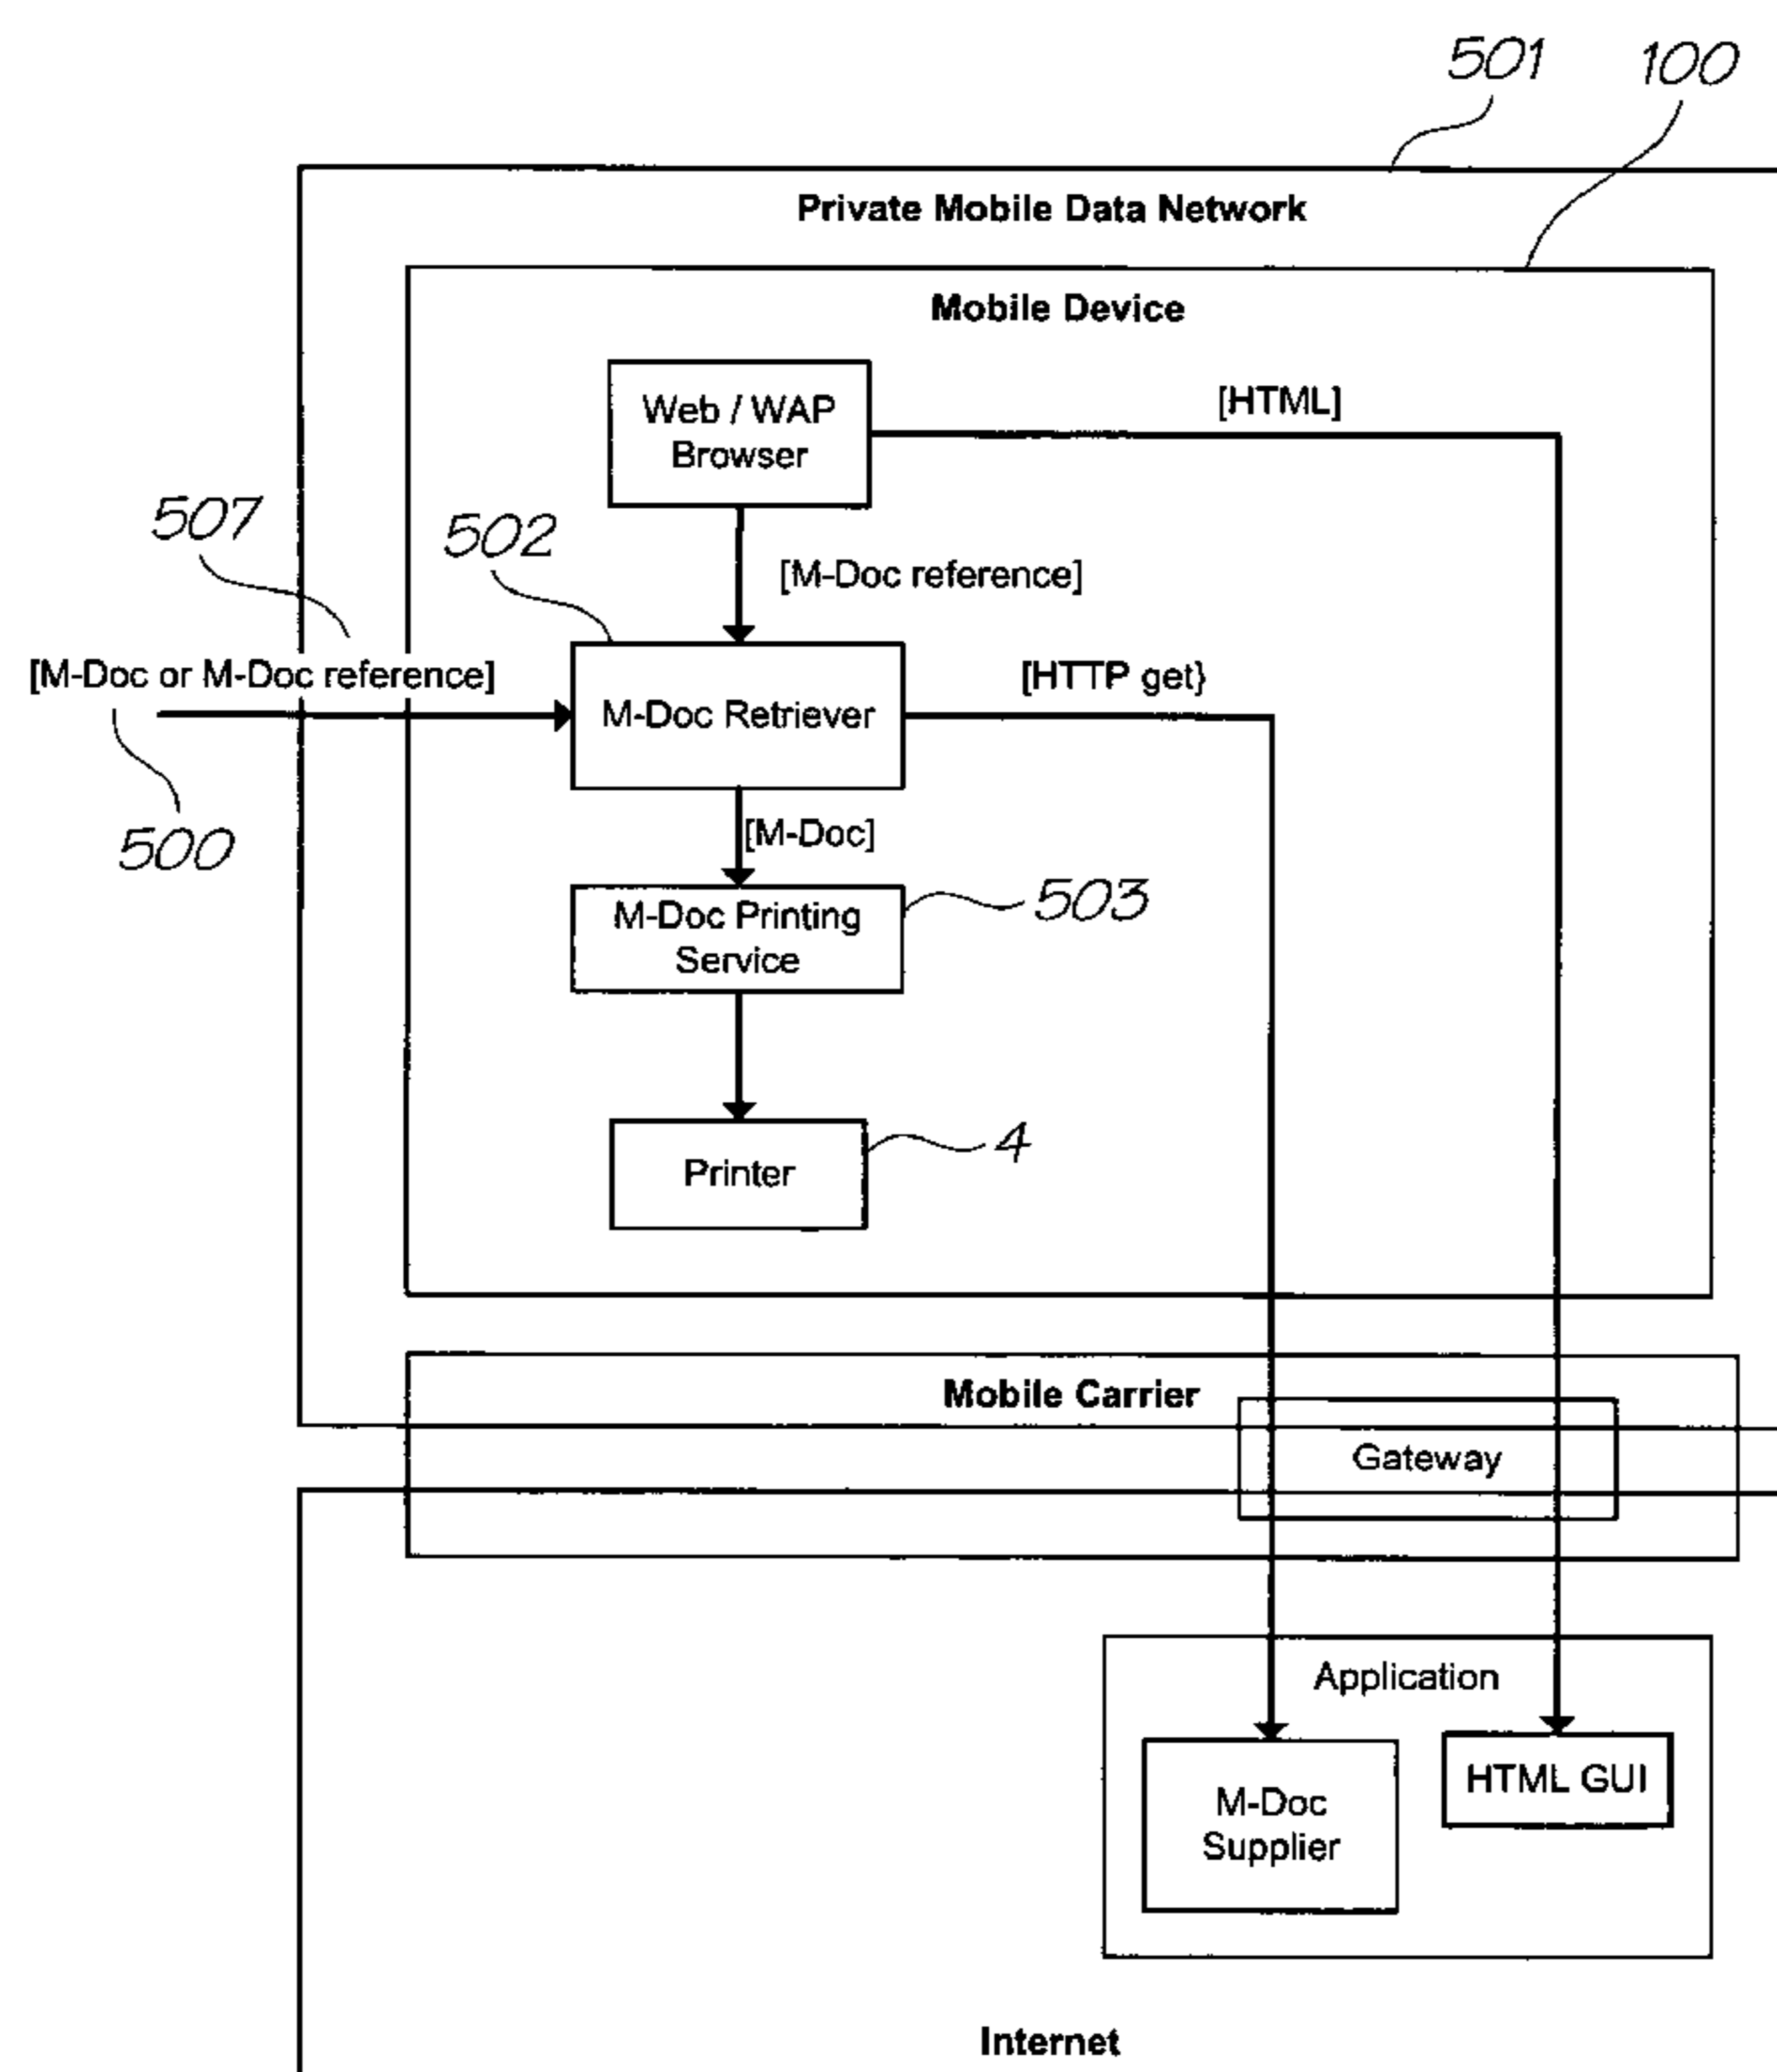 501 100
Private Mobile Data Network
Mobile Device
Web / WAP
Browser
[HTML]
507
502
[M-Doc reference]
[M-Doc or M-Doc reference]
[HTTP get}
M-Doc Retriever
500
[M-Doc]
503
M-Doc Printing
Service
4
Printer
Mobile Carrier
Gateway
Application
HTML GUI
M-Doc
Supplier
Internet